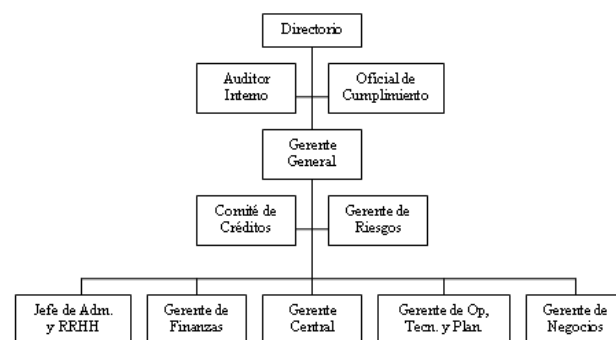 Directorio
Auditor
Interno
Oficial de
Cumplimiento
Gerente
General
Comité de
Créditos
Gerente de
Riesgos
Jefe de Adm.
y RRHH
Gerente de
Finanzas
Gerente
Central
Gerente de Op,
Tecn. y Plan.
Gerente de
Negocios